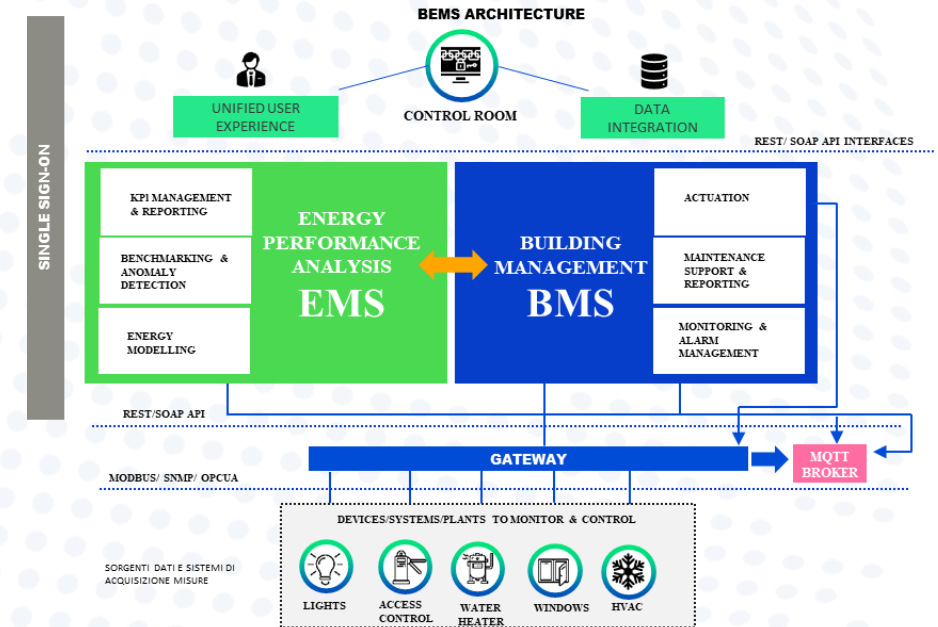 BEMS ARCHITECTURE
SINGLE SIGN-ON
UNIFIED USER
EXPERIENCE
CONTROL ROOM
DATA
INTEGRATION
REST/ SOAP API INTERFACES
KPI MANAGEMENT
& REPORTING
BENCHMARKING &
ANOMALY
DETECTION
ENERGY
MODELLING
ENERGY
PERFORMANCE
ANALYSIS
EMS
BUILDING
MANAGEMENT
BMS
ACTUATION
MAINTENANCE
SUPPORT &
REPORTING
MONITORING &
ALARM
MANAGEMENT
REST/SOAP API
GATEWAY
MQTT
BROKER
MODBUS/ SNMP/ OPCUA
DEVICES/SYSTEMS/PLANTS TO MONITOR & CONTROL
SORGENTI DATI E SISTEMI DI
ACQUISIZIONE MISURE
LIGHTS
ACCESS
CONTROL
WATER
HEATER
WINDOWS
HVAC